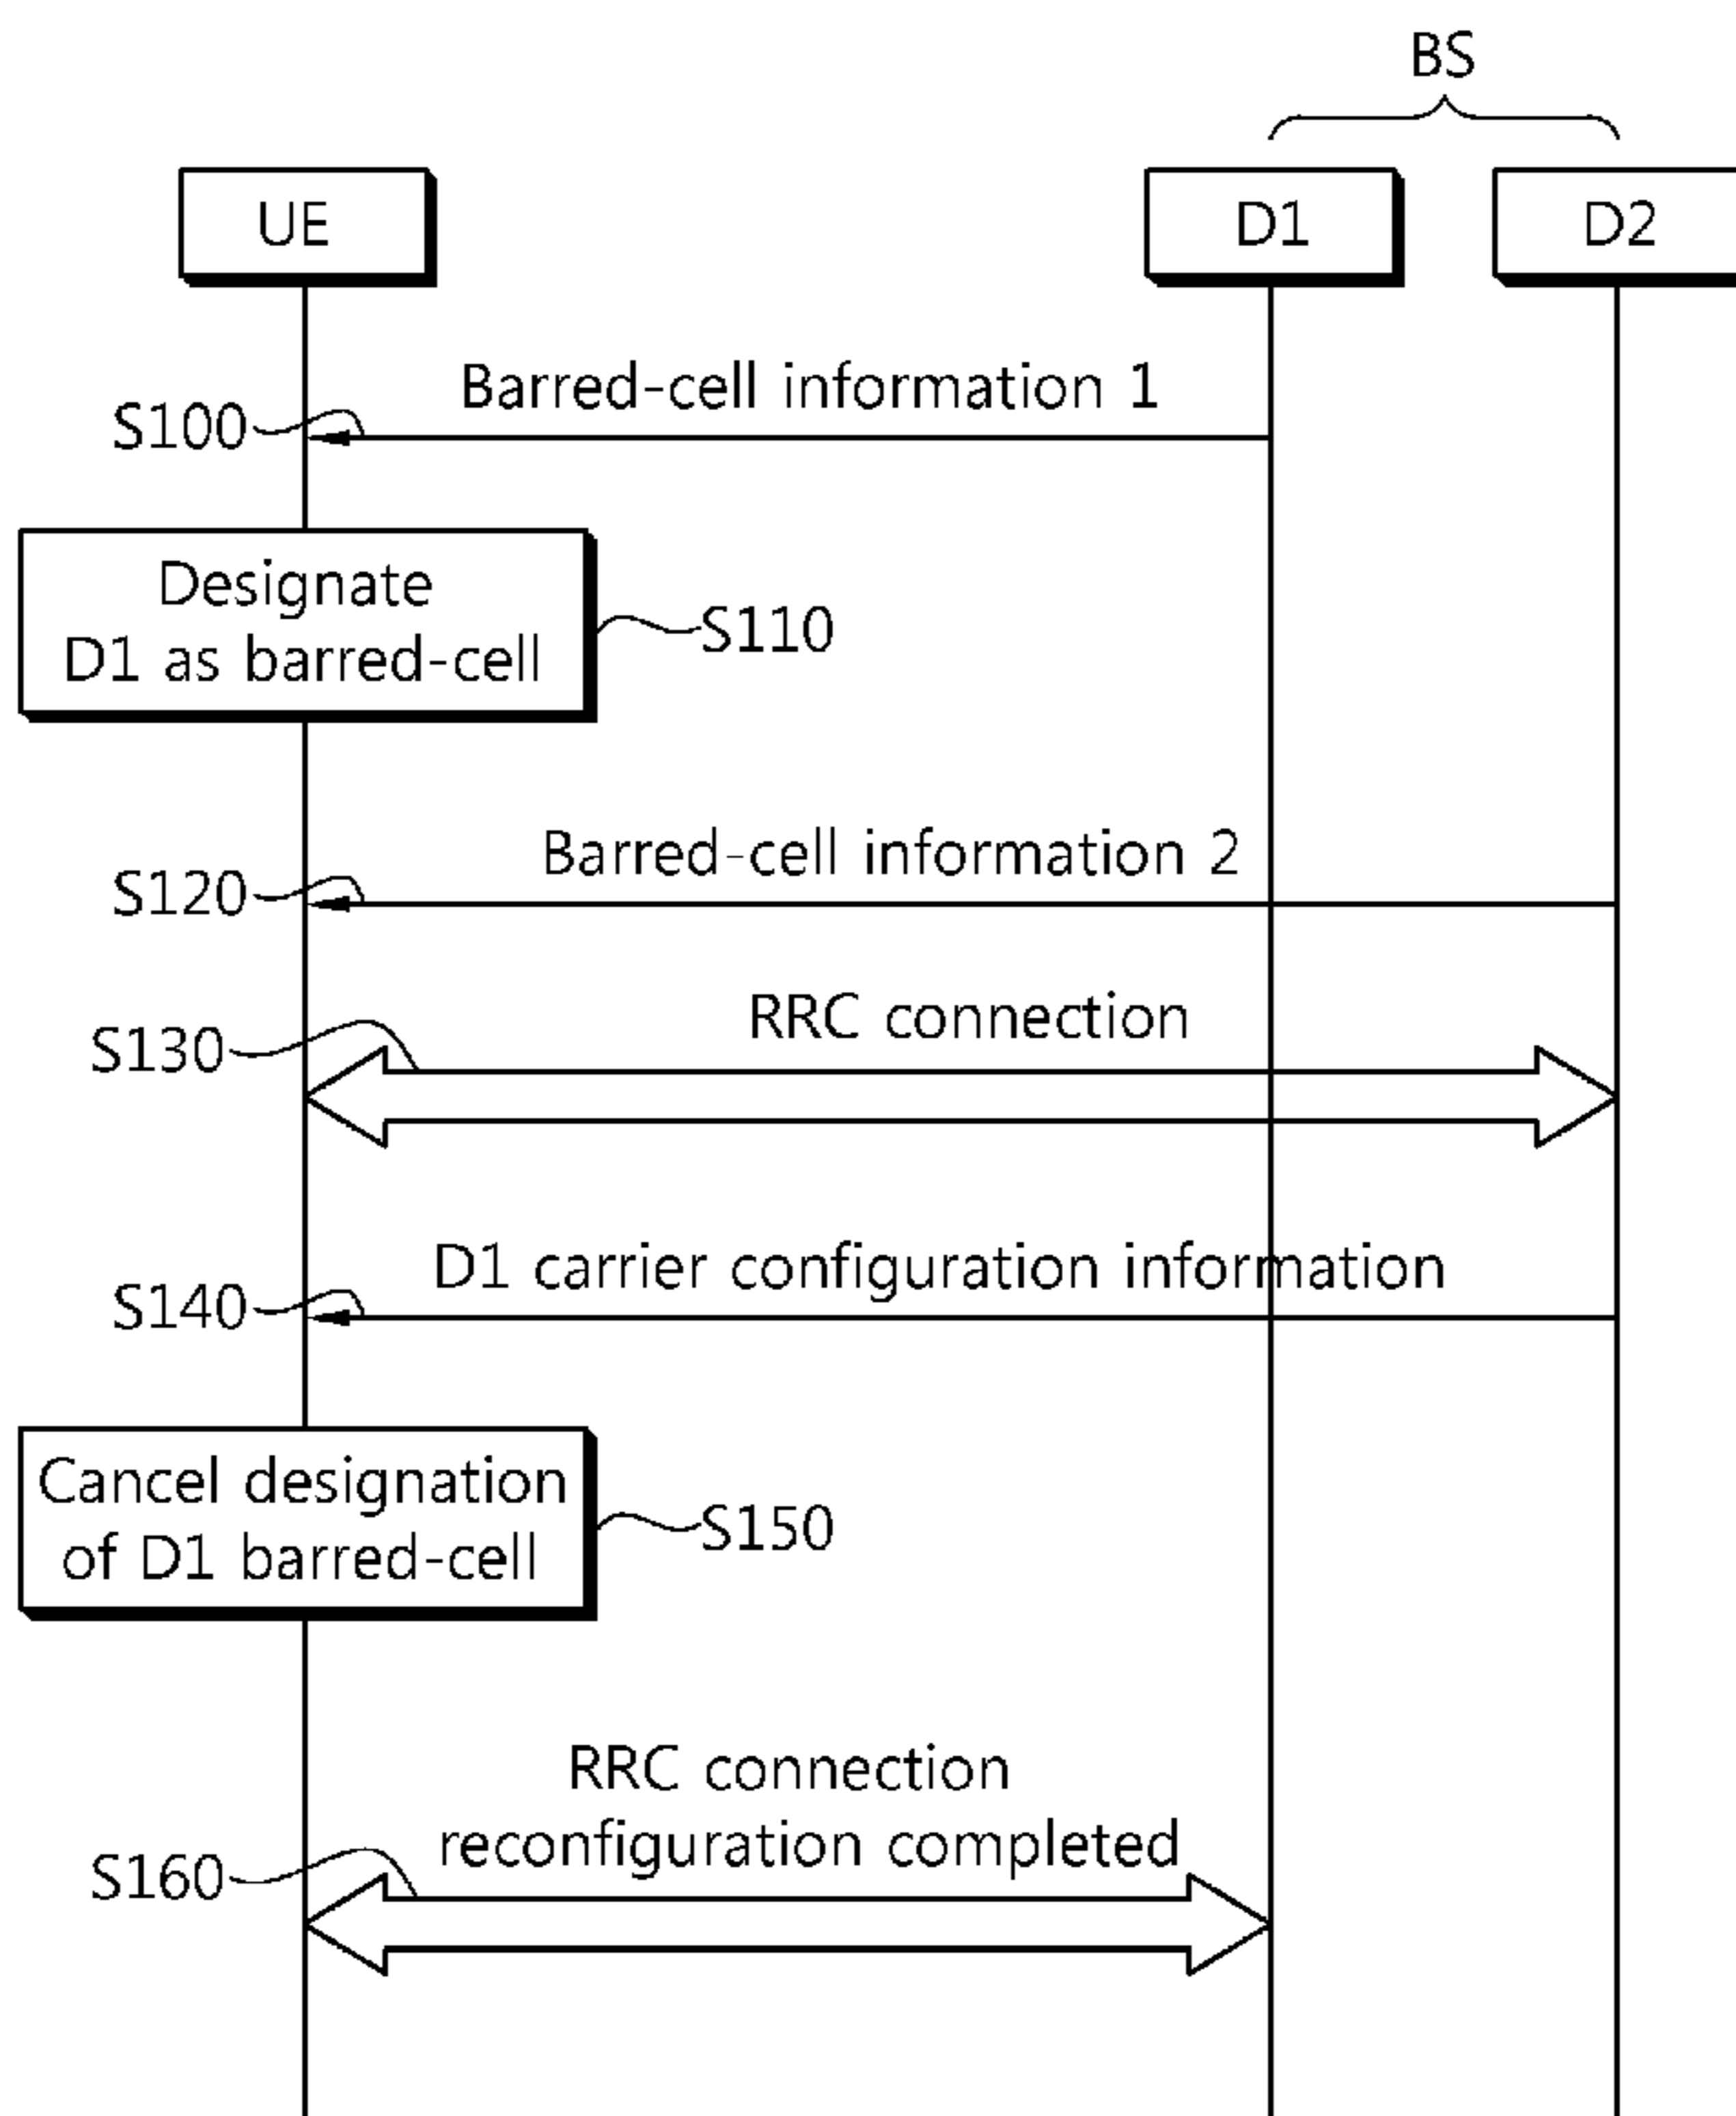 BS
UE
D1
D2
Barred-cell information 1
S100
Designate
D1 as barred-cell
S110
Barred-cell information 2
S120
RRC connection
S130
D1 carrier configuration information
S140
Cancel designation
of D1 barred-cell
S150
RRC connection
reconfiguration completed
S160